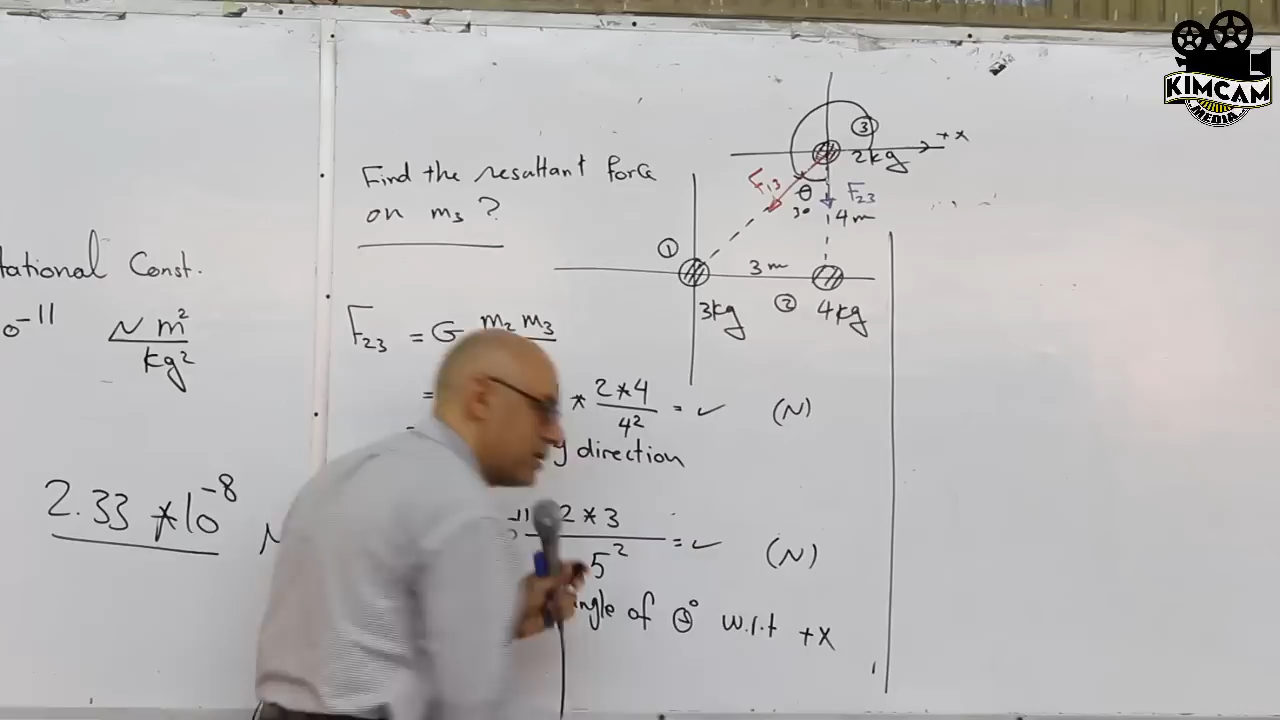 tational Const.
o⁻¹¹ N m² / kg²
2.33 * 10⁻⁸
Find the resultant force
on m₃ ?
F₂₃ = G m₂ m₃
= * 2*4 / 4² = ✓ (N)
y direction
2 * 3 / 5² = ✓ (N)
ngle of θ° w.r.t +x
+x
③
2kg
F₁₃
θ
F₂₃
4m
①
3m
3kg
②
4kg
KIMCAM
MEDIA